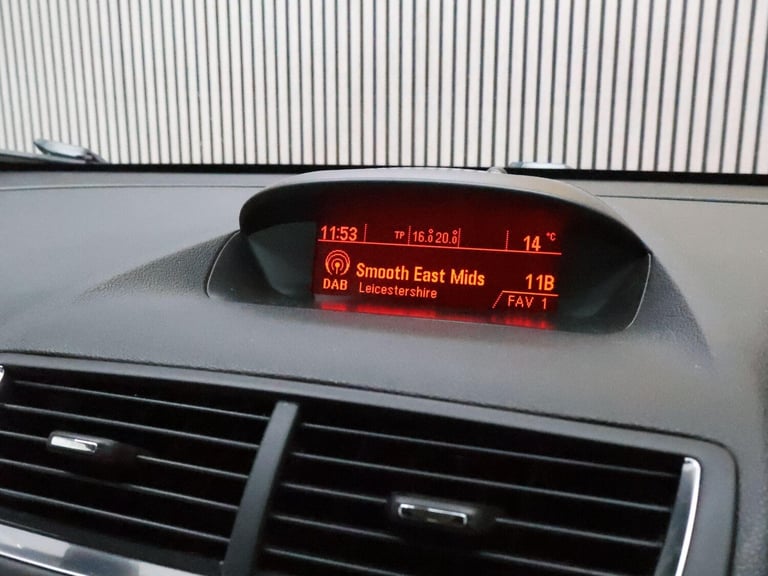 11:53 TP 16.0 20.0 14 °C
Smooth East Mids 11B
DAB Leicestershire FAV 1